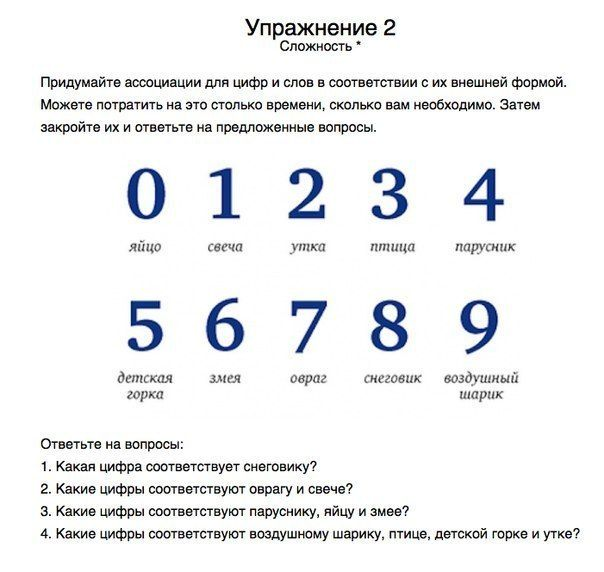 Упражнение 2
Сложность *
Придумайте ассоциации для цифр и слов в соответствии с их внешней формой.
Можете потратить на это столько времени, сколько вам необходимо. Затем
закройте их и ответьте на предложенные вопросы.
0 1 2 3 4
яйцо свеча утка птица парусник
5 6 7 8 9
детская змея овраг снеговик воздушный
горка шарик
Ответьте на вопросы:
1. Какая цифра соответствует снеговику?
2. Какие цифры соответствуют оврагу и свече?
3. Какие цифры соответствуют паруснику, яйцу и змее?
4. Какие цифры соответствуют воздушному шарику, птице, детской горке и утке?